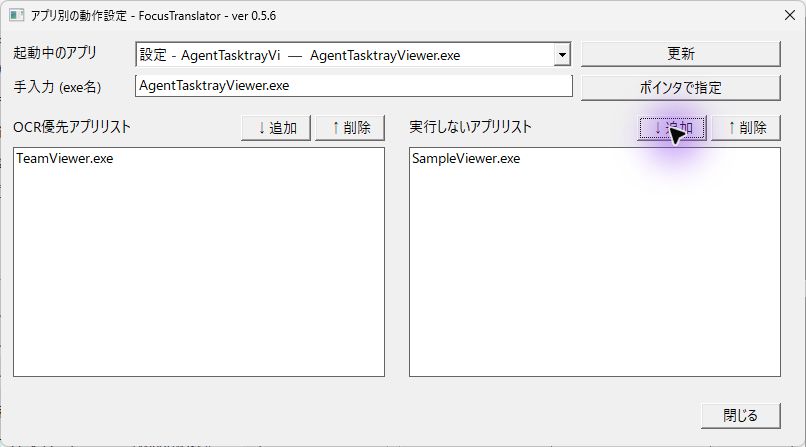 アプリ別の動作設定 - FocusTranslator - ver 0.5.6
起動中のアプリ 設定 - AgentTasktrayVi — AgentTasktrayViewer.exe 更新
手入力 (exe名) AgentTasktrayViewer.exe ポインタで指定
OCR優先アプリリスト ↓追加 ↑削除 実行しないアプリリスト ↓追加 ↑削除
TeamViewer.exe SampleViewer.exe
閉じる